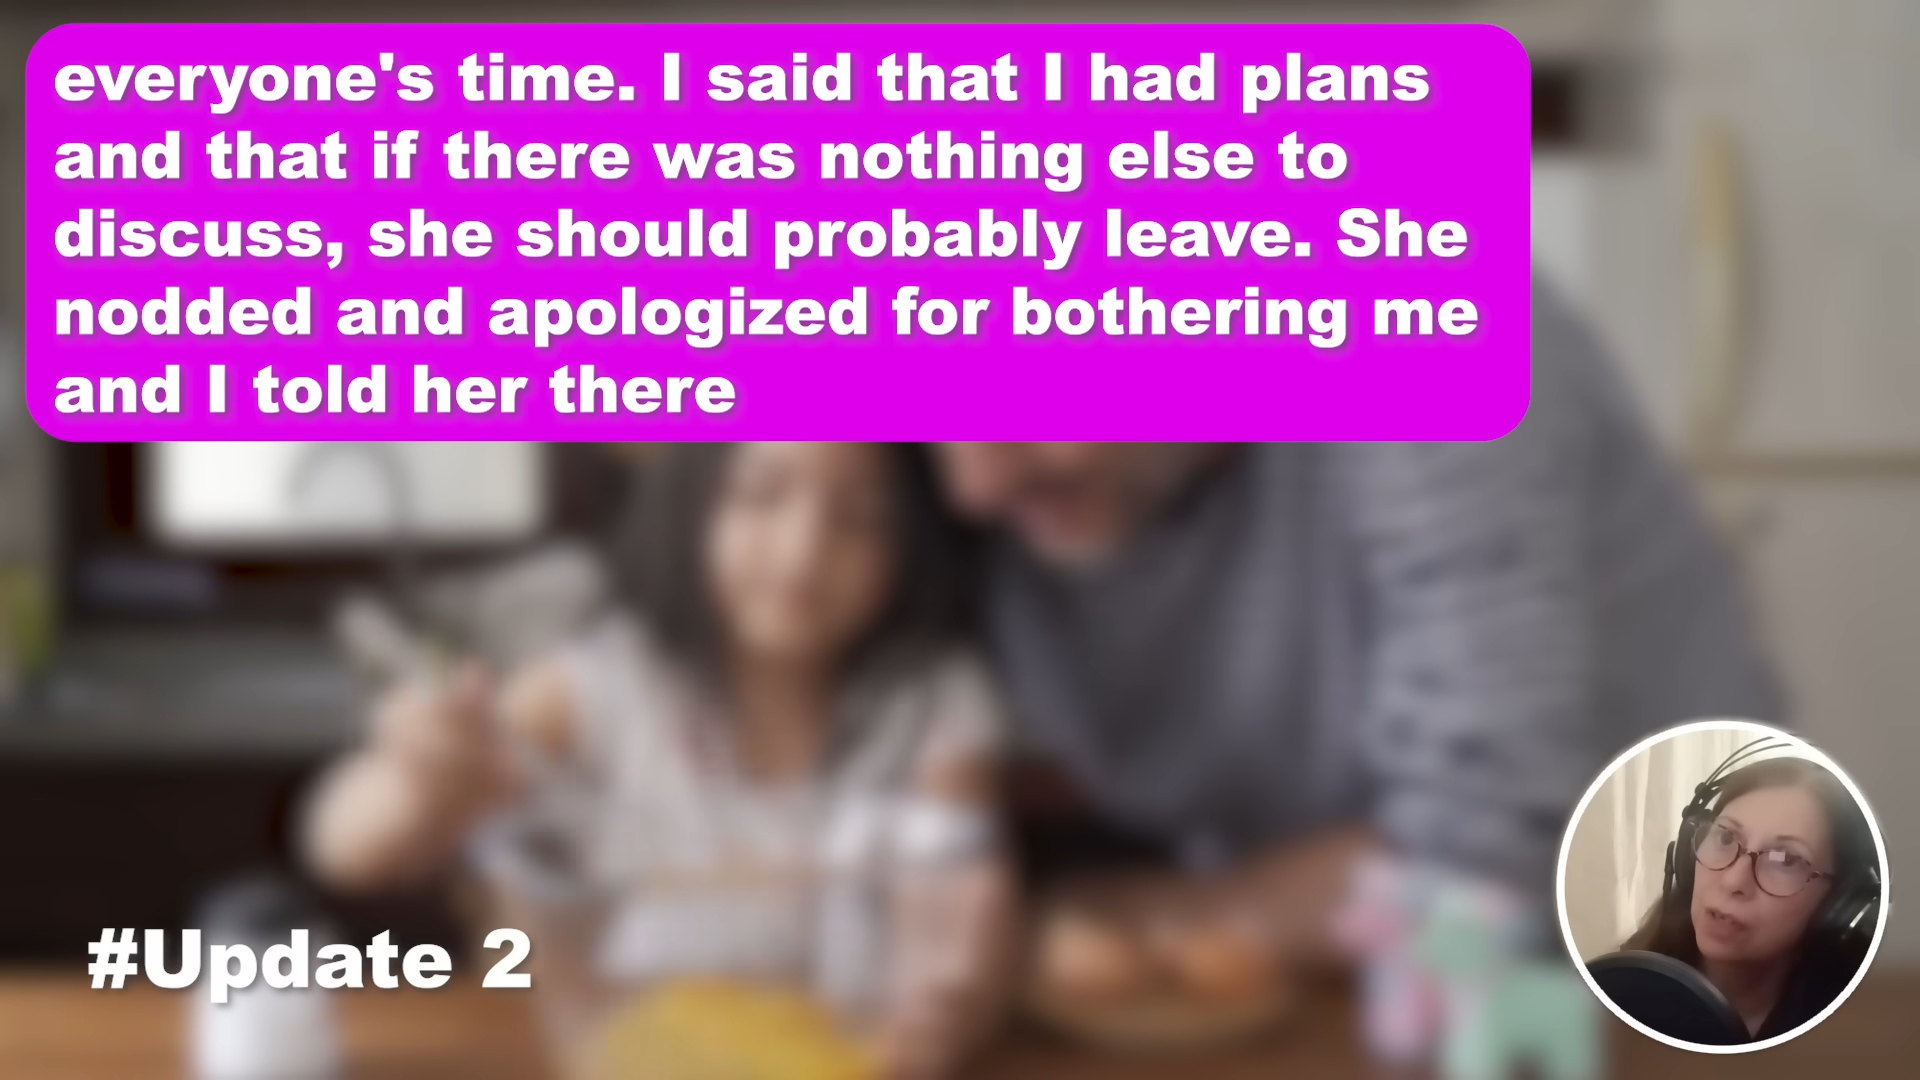 everyone's time. I said that I had plans
and that if there was nothing else to
discuss, she should probably leave. She
nodded and apologized for bothering me
and I told her there
#Update 2